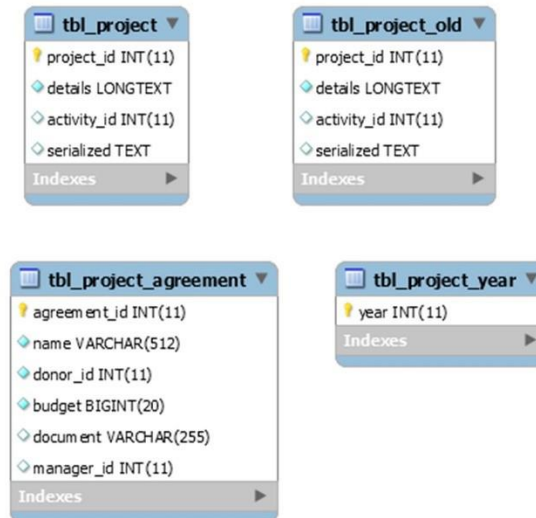 tbl_project
project_id INT(11)
details LONGTEXT
activity_id INT(11)
serialized TEXT
Indexes
tbl_project_old
project_id INT(11)
details LONGTEXT
activity_id INT(11)
serialized TEXT
Indexes
tbl_project_agreement
agreement_id INT(11)
name VARCHAR(512)
donor_id INT(11)
budget BIGINT(20)
document VARCHAR(255)
manager_id INT(11)
Indexes
tbl_project_year
year INT(11)
Indexes